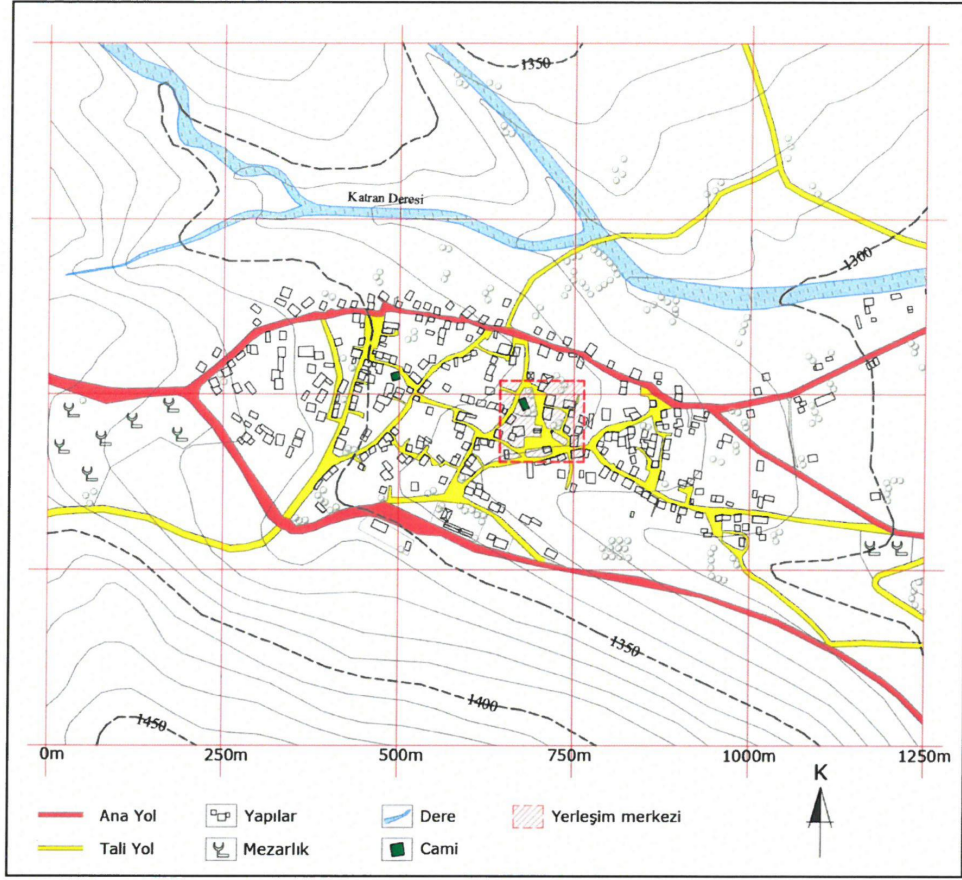 1350
Katran Deresi
1300
1350
1400
1450
0m 250m 500m 750m 1000m 1250m
K
Ana Yol Yapılar Dere Yerleşim merkezi
Tali Yol Mezarlık Cami